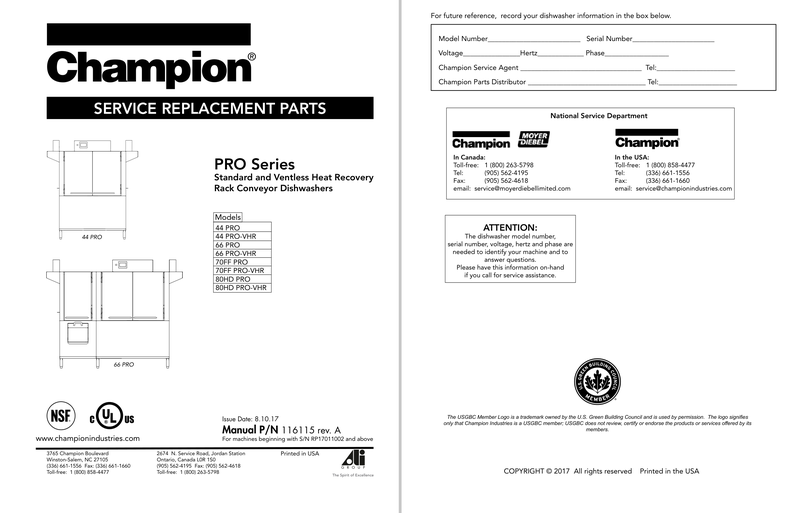 Champion®
SERVICE REPLACEMENT PARTS
PRO Series
Standard and Ventless Heat Recovery
Rack Conveyor Dishwashers
44 PRO
Models
44 PRO
44 PRO-VHR
66 PRO
66 PRO-VHR
70FF PRO
70FF PRO-VHR
80HD PRO
80HD PRO-VHR
66 PRO
NSF
C UL US
www.championindustries.com
Issue Date: 8.10.17
Manual P/N 116115 rev. A
For machines beginning with S/N RP17011002 and above
3765 Champion Boulevard
Winston-Salem, NC 27105
(336) 661-1556 Fax: (336) 661-1660
Toll-free: 1 (800) 858-4477
2674 N. Service Road, Jordan Station
Ontario, Canada L0R 1S0
(905) 562-4195 Fax: (905) 562-4618
Toll-free: 1 (800) 263-5798
Printed in USA
Ali
GROUP
The Spirit of Excellence
For future reference, record your dishwasher information in the box below.
Model Number Serial Number
Voltage Hertz Phase
Champion Service Agent Tel:
Champion Parts Distributor Tel:
National Service Department
Champion
MOYER
DIEBEL
In Canada:
Toll-free: 1 (800) 263-5798
Tel: (905) 562-4195
Fax: (905) 562-4618
email: service@moyerdiebellimited.com
Champion
In the USA:
Toll-free: 1 (800) 858-4477
Tel: (336) 661-1556
Fax: (336) 661-1660
email: service@championindustries.com
ATTENTION:
The dishwasher model number,
serial number, voltage, hertz and phase are
needed to identify your machine and to
answer questions.
Please have this information on-hand
if you call for service assistance.
U.S. GREEN BUILDING COUNCIL
MEMBER
The USGBC Member Logo is a trademark owned by the U.S. Green Building Council and is used by permission. The logo signifies
only that Champion Industries is a USGBC member; USGBC does not review, certify or endorse the products or services offered by its
members.
COPYRIGHT © 2017 All rights reserved Printed in the USA